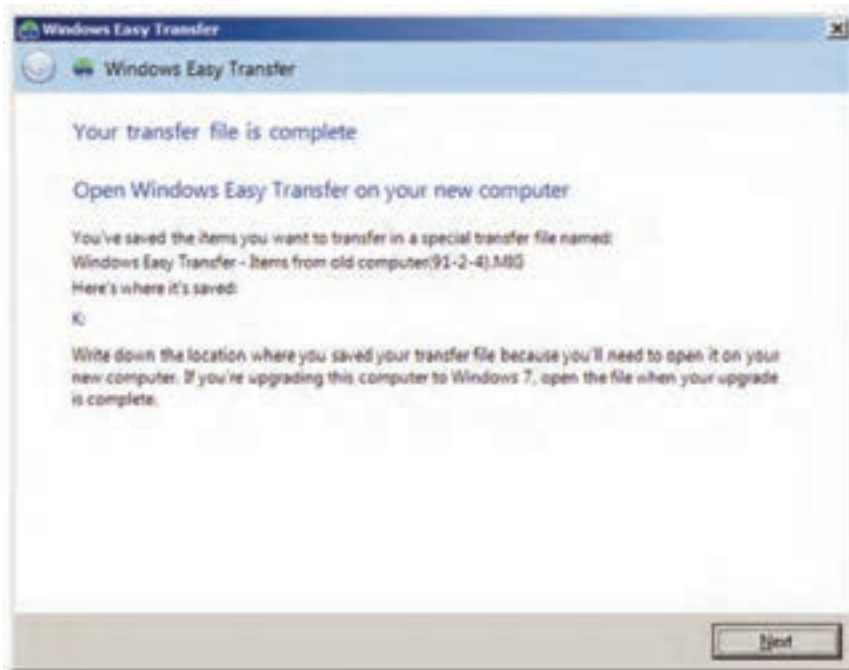 Windows Easy Transfer
Windows Easy Transfer
Your transfer file is complete
Open Windows Easy Transfer on your new computer
You've saved the items you want to transfer in a special transfer file named:
Windows Easy Transfer - Items from old computer(91-2-4).MIG
Here's where it's saved:
K:
Write down the location where you saved your transfer file because you'll need to open it on your
new computer. If you're upgrading this computer to Windows 7, open the file when your upgrade
is complete.
Next